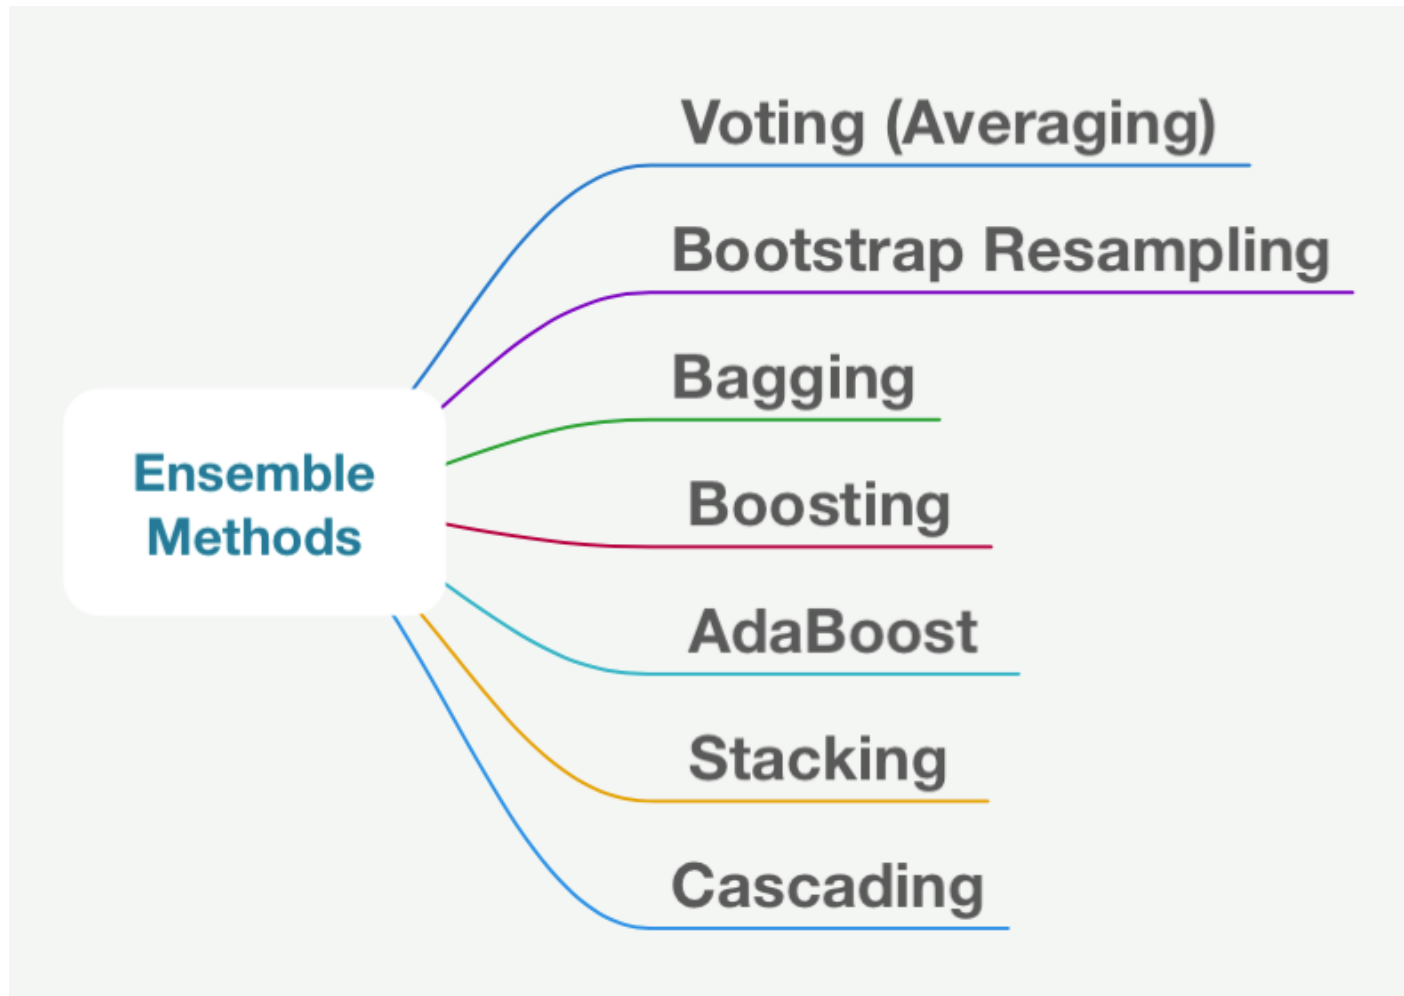 Ensemble
Methods
Voting (Averaging)
Bootstrap Resampling
Bagging
Boosting
AdaBoost
Stacking
Cascading